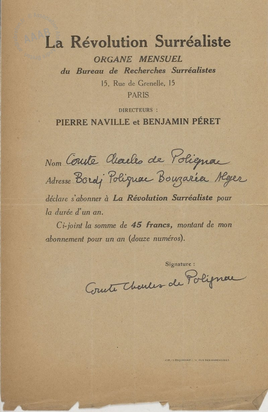 La Révolution Surréaliste
ORGANE MENSUEL
du Bureau de Recherches Surréalistes
15, Rue de Grenelle, 15
PARIS
DIRECTEURS :
PIERRE NAVILLE et BENJAMIN PÉRET
Nom Comte Charles de Polignac
Adresse Bordj Polignac Bouzaréa Alger
déclare s'abonner à La Révolution Surréaliste pour
la durée d'un an.
Ci-joint la somme de 45 francs, montant de mon
abonnement pour un an (douze numéros).
Signature :
Comte Charles de Polignac